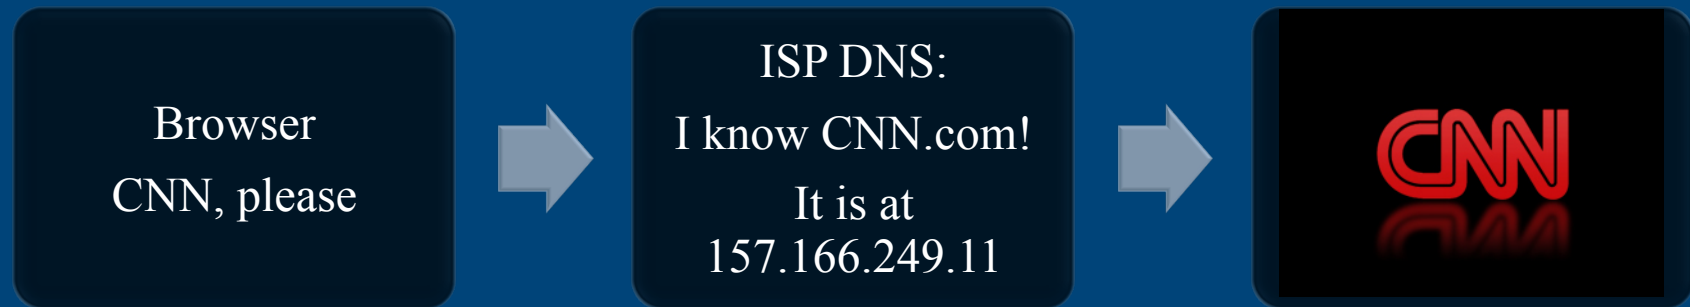 Browser
CNN, please
ISP DNS:
I know CNN.com!
It is at
157.166.249.11
CNN